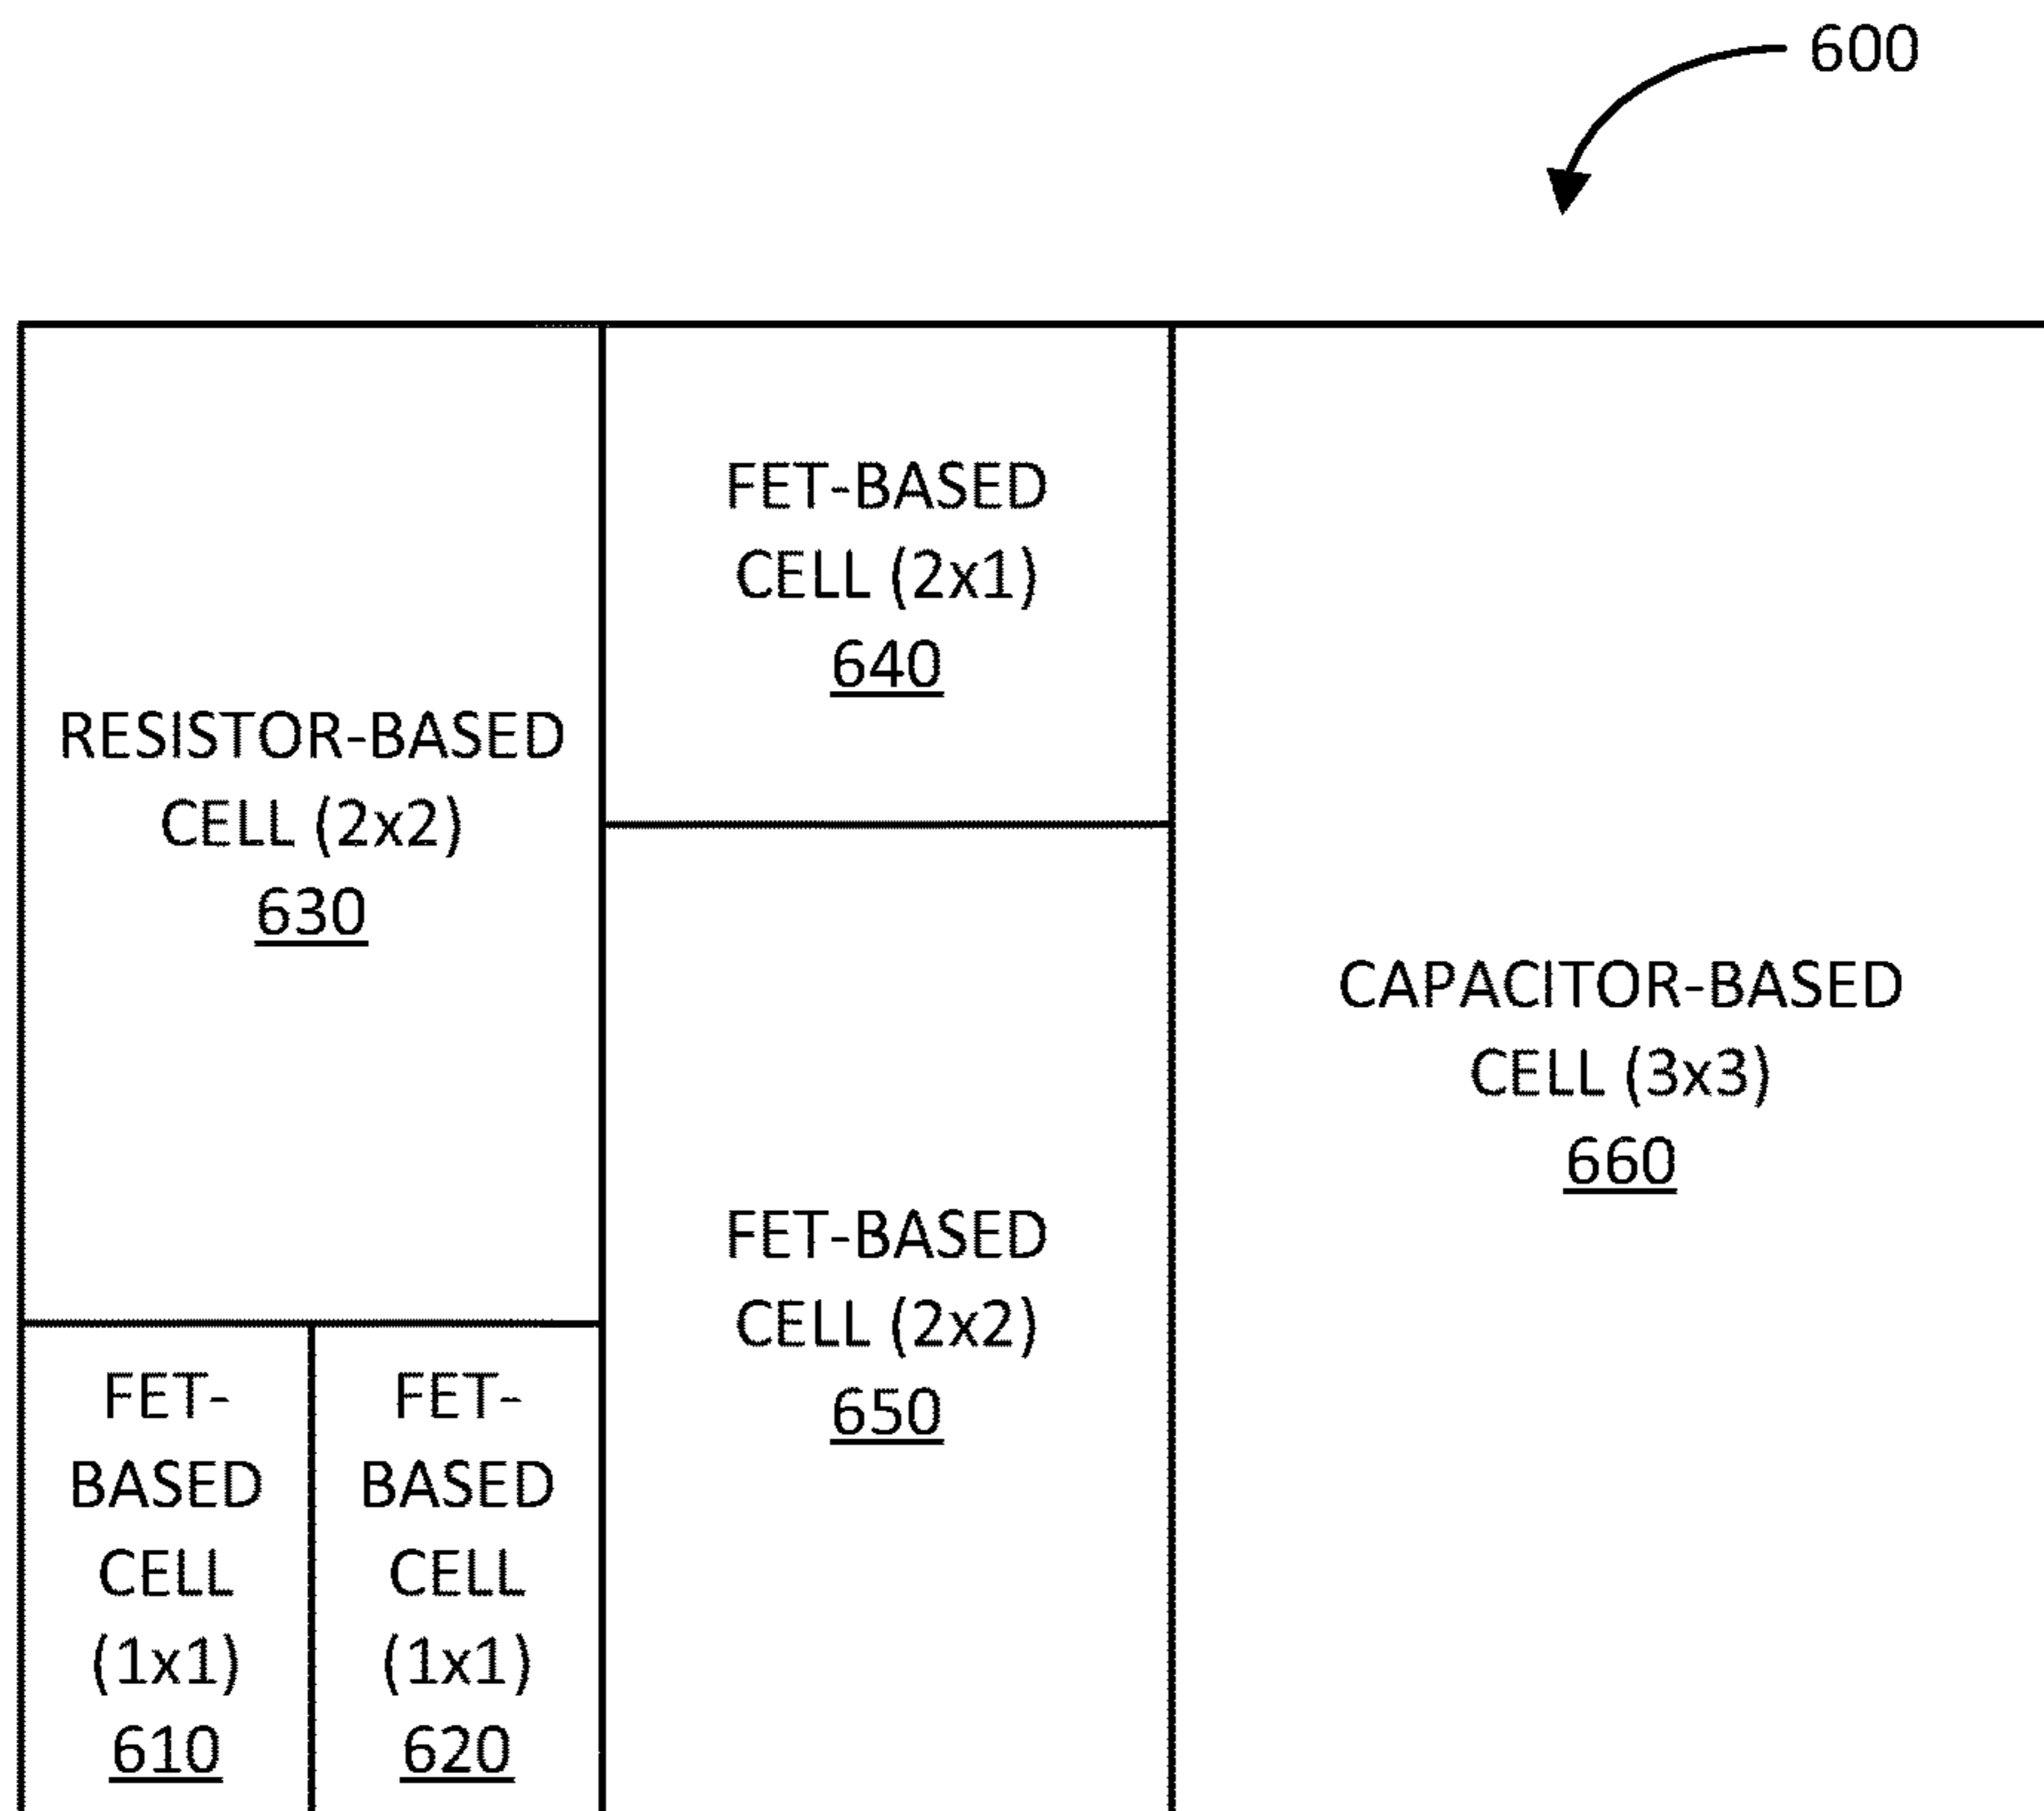 600
RESISTOR-BASED
CELL (2x2)
630
FET-BASED
CELL (2x1)
640
FET-BASED
CELL (2x2)
650
CAPACITOR-BASED
CELL (3x3)
660
FET-
BASED
CELL
(1x1)
610
FET-
BASED
CELL
(1x1)
620